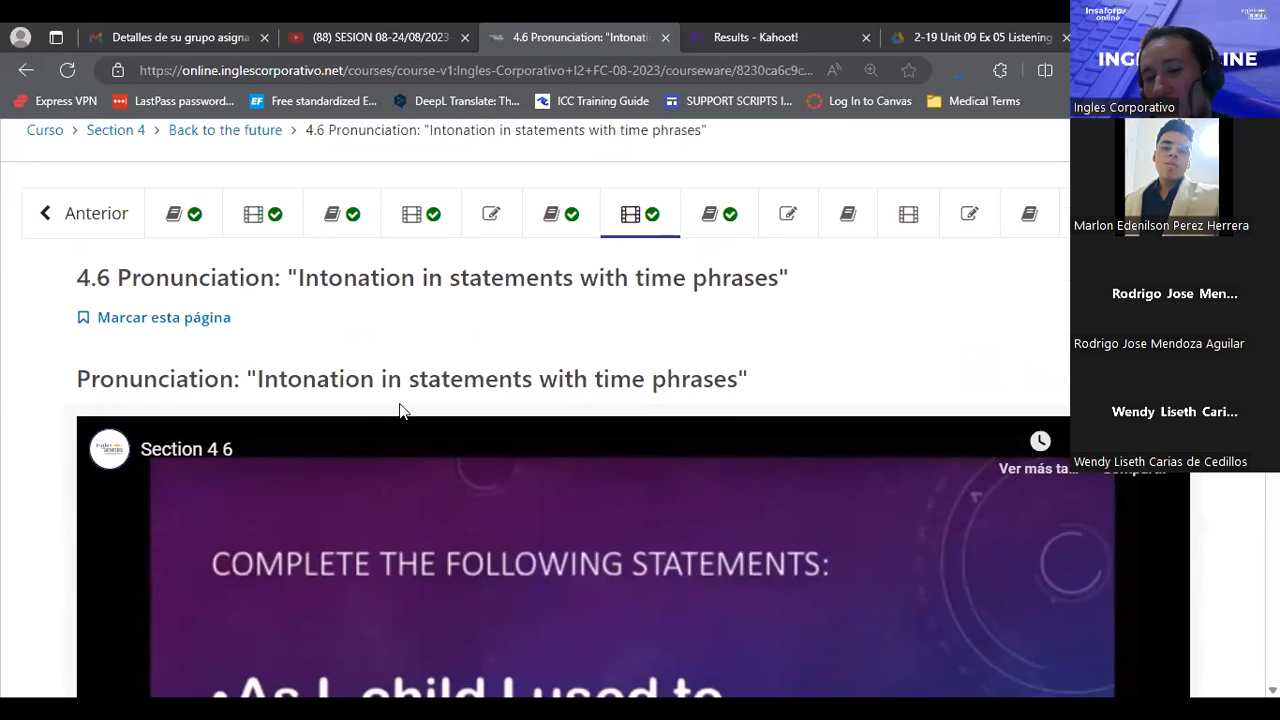 Detalles de su grupo asigna
(88) SESION 08-24/08/2023
4.6 Pronunciation: "Intonati
Results - Kahoot!
2-19 Unit 09 Ex 05 Listening
https://online.inglescorporativo.net/courses/course-v1:Ingles-Corporativo+I2+FC-08-2023/courseware/8230ca6c9c...
Express VPN
LastPass password...
Free standardized E...
DeepL Translate: Th...
ICC Training Guide
SUPPORT SCRIPTS I...
Log In to Canvas
Medical Terms
Curso > Section 4 > Back to the future > 4.6 Pronunciation: "Intonation in statements with time phrases"
Anterior
4.6 Pronunciation: "Intonation in statements with time phrases"
Marcar esta página
Pronunciation: "Intonation in statements with time phrases"
Section 4 6
Ver más ta...
COMPLETE THE FOLLOWING STATEMENTS:
•As I child I used to
Insaforp
online
Ingles Corporativo
Marlon Edenilson Perez Herrera
Rodrigo Jose Men...
Rodrigo Jose Mendoza Aguilar
Wendy Liseth Cari...
Wendy Liseth Carias de Cedillos